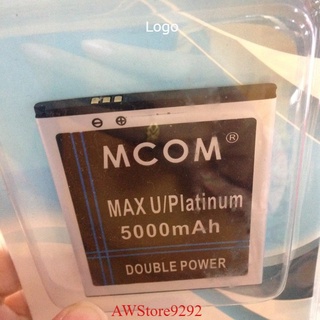 Logo
MCOM®
MAX U/Platinum
5000mAh
DOUBLE POWER
AWStore9292